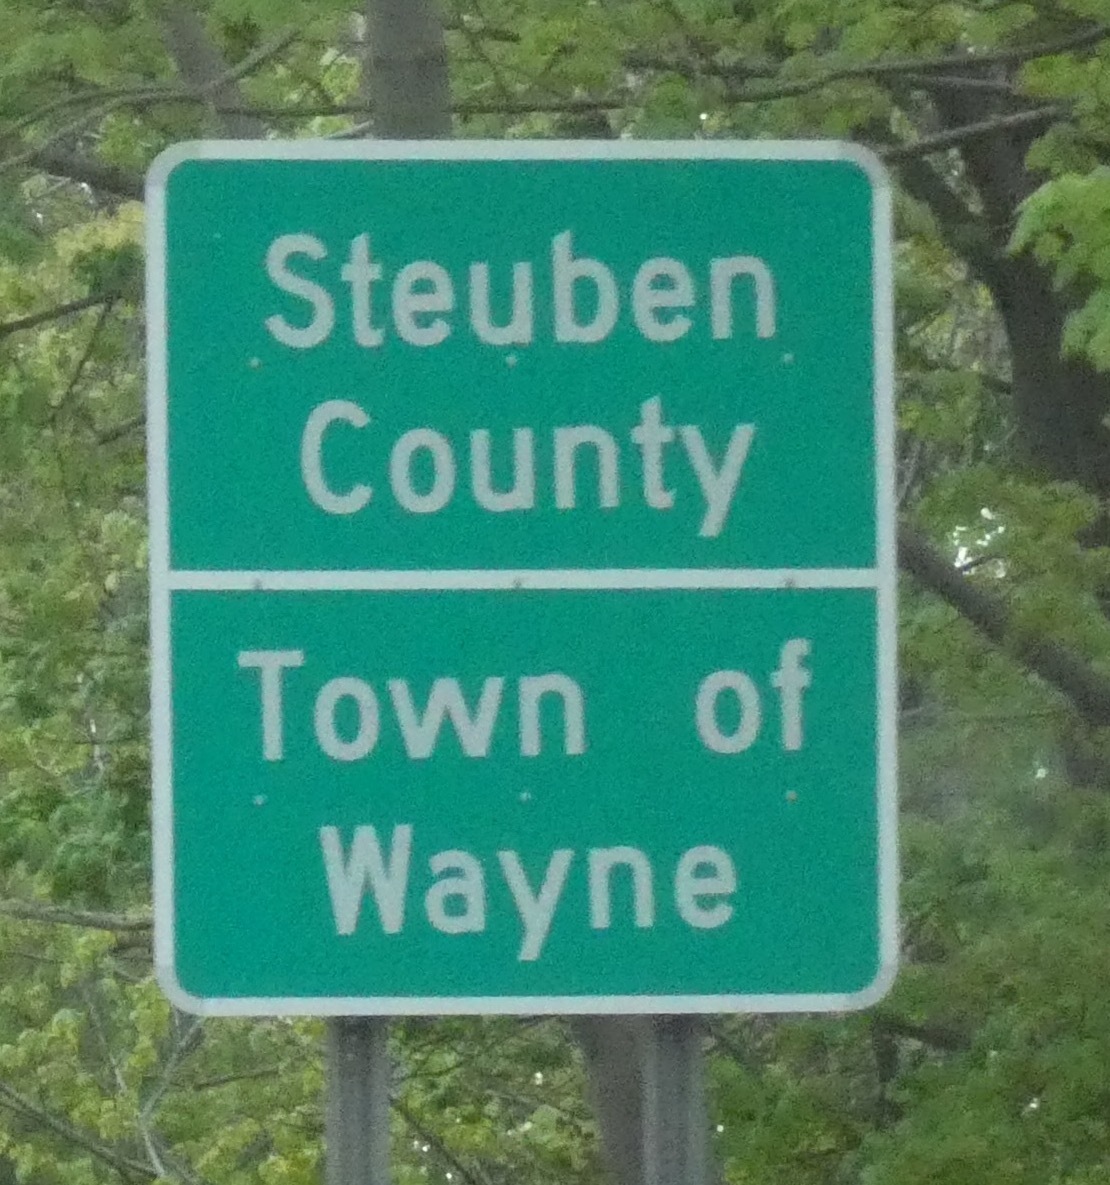 Steuben
County
Town of
Wayne